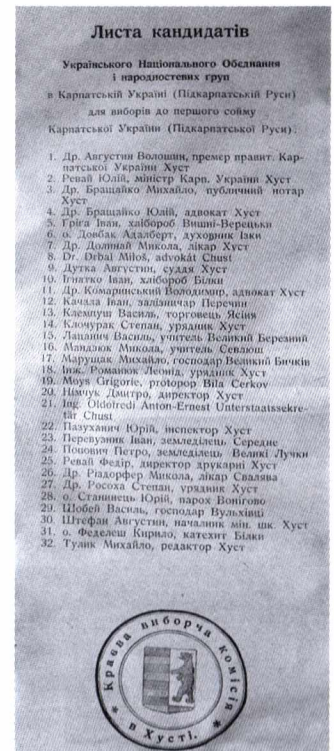 Листа кандидатів
Українського Національного Обєднання
і народностевих груп
в Карпатській Україні (Підкарпатській Руси)
для виборів до першого сойму
Карпатської України (Підкарпатської Руси).
1. Др. Августин Волошин, премєр правит. Кар-
патської України Хуст
2. Ревай Юлій, міністр Карп. України Хуст
3. Др. Бращайко Михайло, публичний нотар
Хуст
4. Др. Бращайко Юлій, адвокат Хуст
5. Гріга Іван, хлібороб Вишні-Верецьки
6. о. Довбак Адалберт, духовник Ізки
7. Др. Долинай Микола, лікар Хуст
8. Dr. Orbal Miloš, advokát Chust
9. Дутка Августин, суддя Хуст
10. Ігнатко Іван, хлібороб Білки
11. Др. Комаринський Володимир, адвокат Хуст
12. Качала Іван, залізничар Перечин
13. Клемпуш Василь, торговець Ясіня
14. Клочурак Степан, урядник Хуст
15. Лацанич Василь, учитель Великий Березний
16. Мандзюк Микола, учитель Севлюш
17. Марущак Михайло, господар Великий Бичків
18. Інж. Романюк Леонід, урядник Хуст
19. Moys Grigorie, protopop Bila Cerkov
20. Німчук Дмитро, директор Хуст
21. Ing. Oldofredi Anton-Ernest Unterstaatssekre-
tär Chust
22. Пазуханич Юрій, інспектор Хуст
23. Перевузник Іван, земледілець Середне
24. Попович Петро, земледілець Великі Лучки
25. Ревай Федір, директор друкарні Хуст
26. Др. Різдорфер Микола, лікар Свалява
27. Др. Росоха Степан, урядник Хуст
28. о. Станинець Юрій, парох Вонігово
29. Шобей Василь, господар Вульхівці
30. Штефан Августин, началник мін. шк. Хуст
31. о. Феделеш Кирило, катехит Білки
32. Тулик Михайло, редактор Хуст
Краєва виборча комісія
в Хусті.